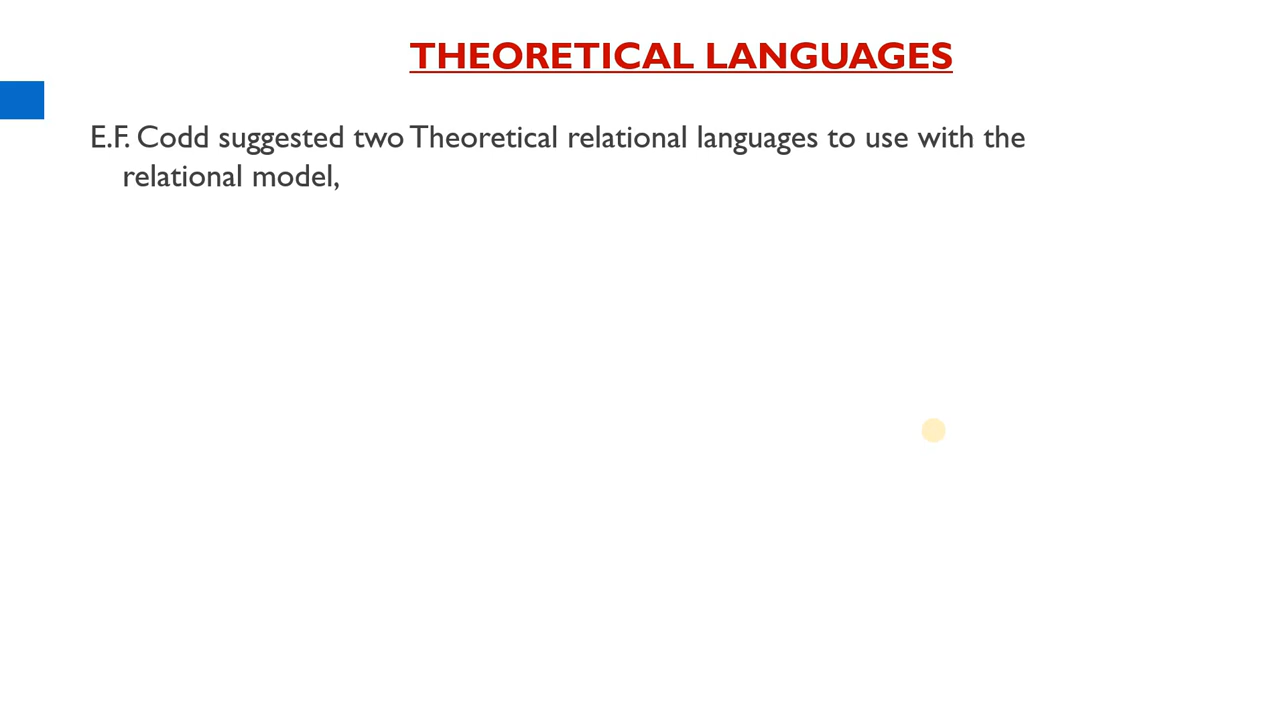 THEORETICAL LANGUAGES
E.F. Codd suggested two Theoretical relational languages to use with the
relational model,